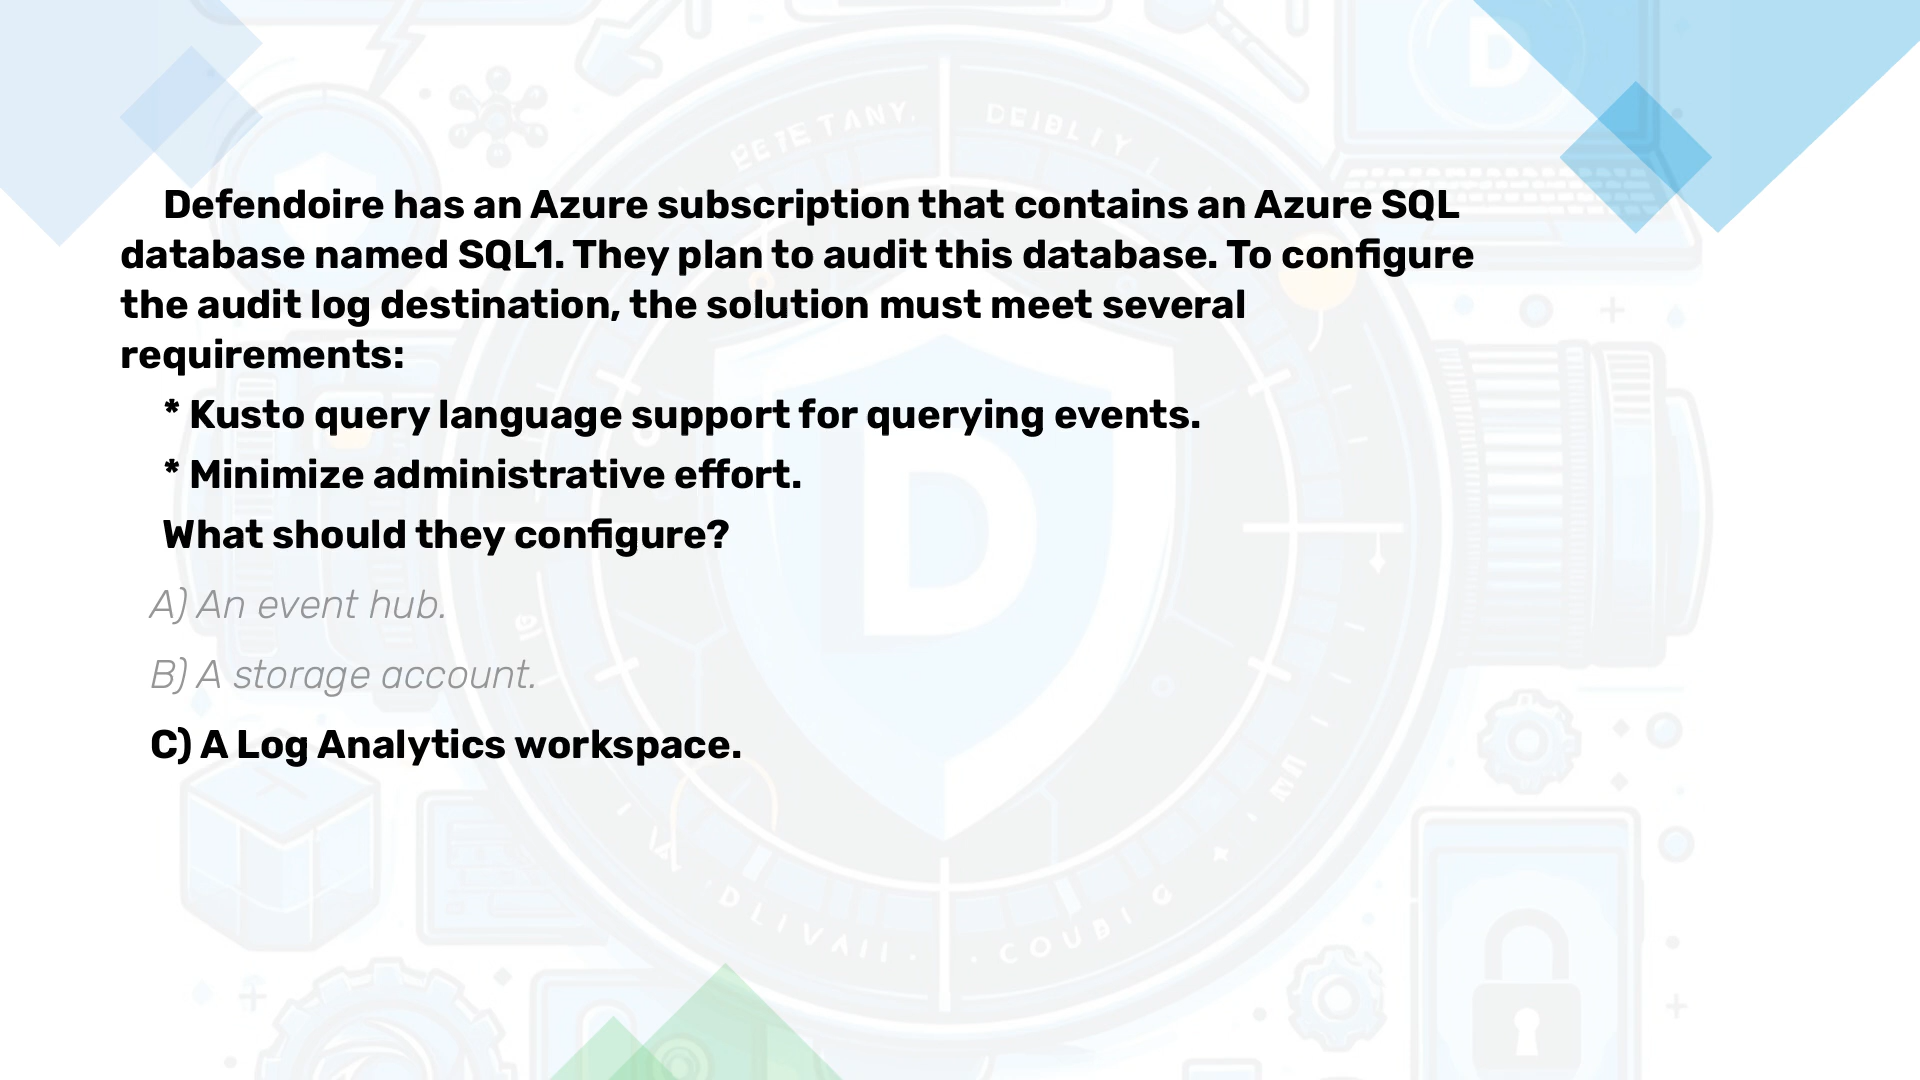 Defendoire has an Azure subscription that contains an Azure SQL
database named SQL1. They plan to audit this database. To configure
the audit log destination, the solution must meet several
requirements:
* Kusto query language support for querying events.
* Minimize administrative effort.
What should they configure?
A) An event hub.
B) A storage account.
C) A Log Analytics workspace.
D
D